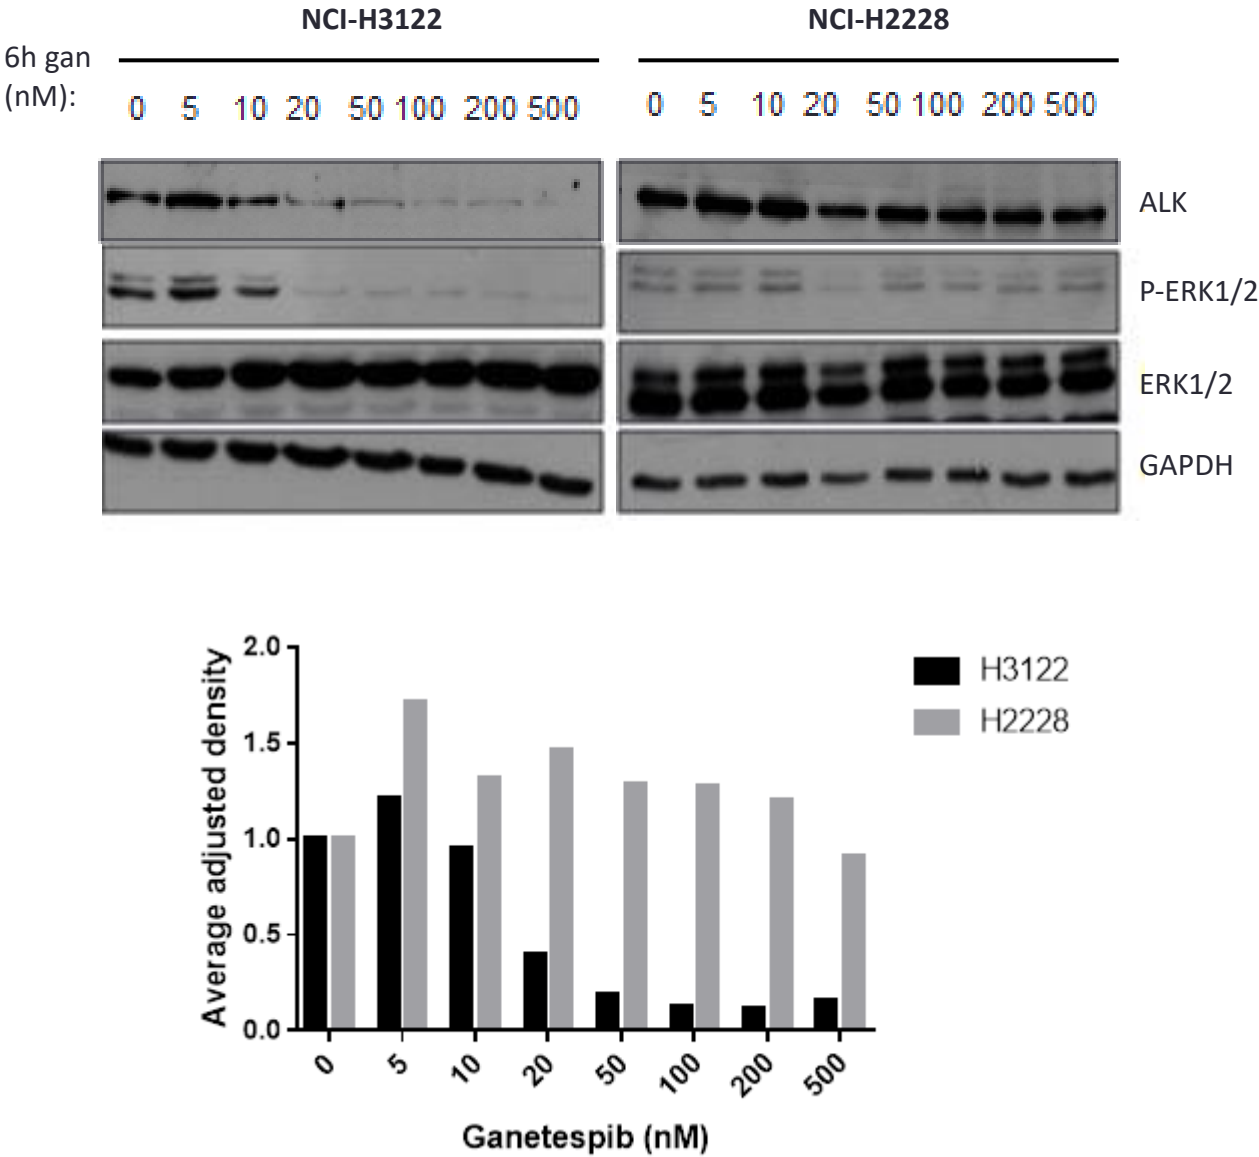 NCI-H3122 NCI-H2228
6h gan
(nM):
0 5 10 20 50 100 200 500 0 5 10 20 50 100 200 500
ALK
P-ERK1/2
ERK1/2
GAPDH
H3122
H2228
Average adjusted density
2.0
1.5
1.0
0.5
0.0
0 5 10 20 50 100 200 500
Ganetespib (nM)